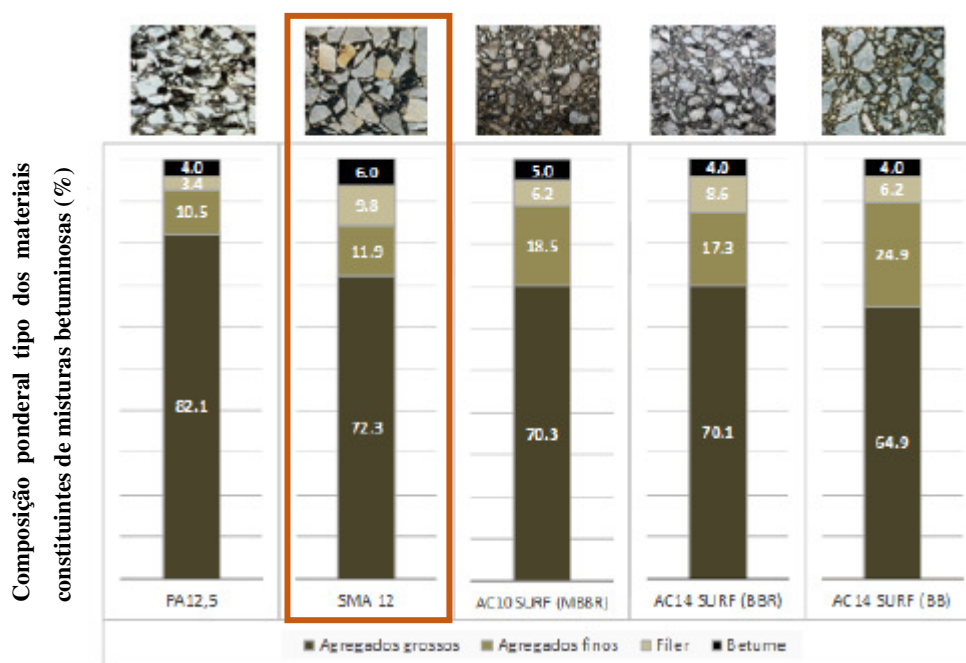 Composição ponderal tipo dos materiais
constituintes de misturas betuminosas (%)
4.0
3.4
10.5
82.1
6.0
9.8
11.9
72.3
5.0
6.2
18.5
70.3
4.0
8.6
17.3
70.1
4.0
6.2
24.9
64.9
PA12,5
SMA 12
AC10 SURF (MBBR)
AC14 SURF (BBR)
AC14 SURF (BB)
Agregados grossos
Agregados finos
Fíler
Betume